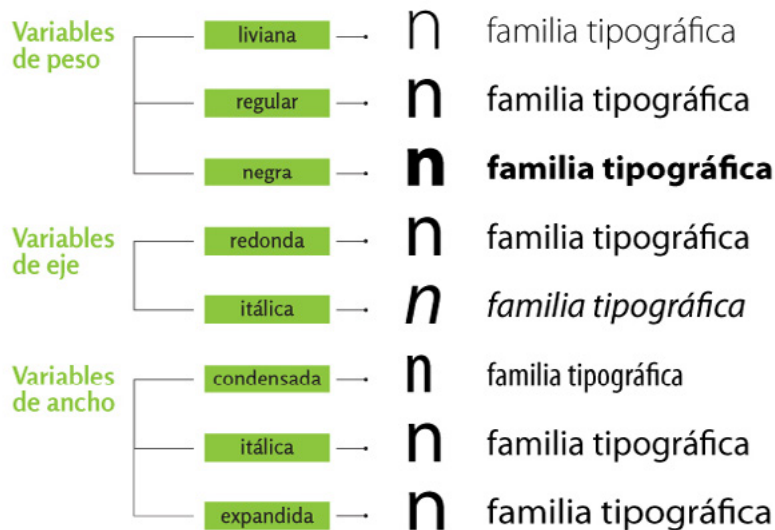 Variables
de peso
liviana n familia tipográfica
regular n familia tipográfica
negra n familia tipográfica
Variables
de eje
redonda n familia tipográfica
itálica n familia tipográfica
Variables
de ancho
condensada n familia tipográfica
itálica n familia tipográfica
expandida n familia tipográfica